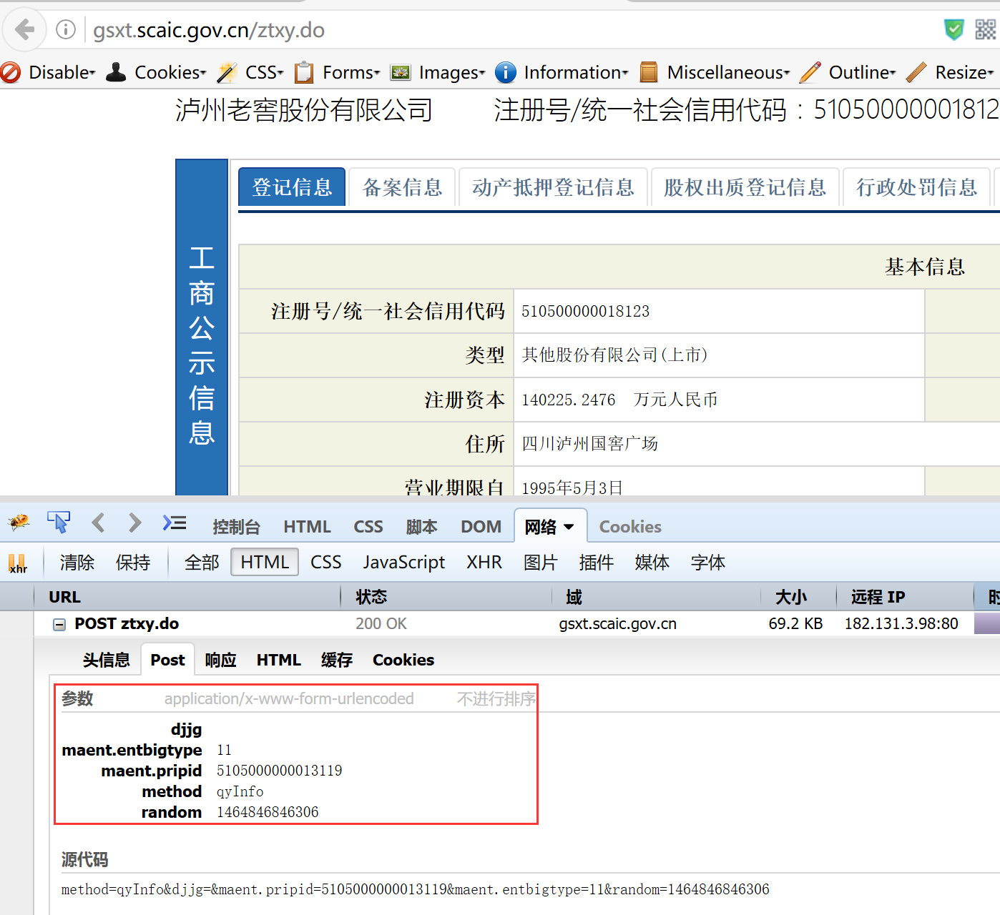 gsxt.scaic.gov.cn/ztxy.do
Disable Cookies CSS Forms Images Information Miscellaneous Outline Resize
泸州老窖股份有限公司 注册号/统一社会信用代码：51050000001812
登记信息 备案信息 动产抵押登记信息 股权出质登记信息 行政处罚信息
工商公示信息
基本信息
注册号/统一社会信用代码 510500000018123
类型 其他股份有限公司(上市)
注册资本 140225.2476 万元人民币
住所 四川泸州国窖广场
营业期限自 1995年5月3日
控制台 HTML CSS 脚本 DOM 网络 Cookies
xhr 清除 保持 全部 HTML CSS JavaScript XHR 图片 插件 媒体 字体
URL 状态 域 大小 远程 IP 时
POST ztxy.do 200 OK gsxt.scaic.gov.cn 69.2 KB 182.131.3.98:80
头信息 Post 响应 HTML 缓存 Cookies
参数 application/x-www-form-urlencoded 不进行排序
djjg
maent.entbigtype 11
maent.pripid 5105000000013119
method qyInfo
random 1464846846306
源代码
method=qyInfo&djjg=&maent.pripid=5105000000013119&maent.entbigtype=11&random=1464846846306